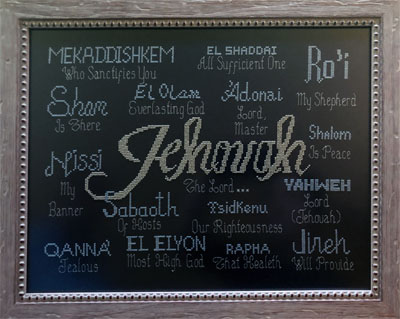 MEKADDISHKEM
Who Sanctifies You
EL SHADDAI
All Sufficient One
Ro'i
My Shepherd
Sham
Is There
El Olam
Everlasting God
Adonai
Lord,
Master
Shalom
Is Peace
Nissi
My
Banner
Jehovah
The Lord ...
YAHWEH
Lord
(Jehovah)
Sabaoth
Of Hosts
Tsidkenu
Our Righteousness
QANNA'
Jealous
EL ELYON
Most High God
RAPHA
That Healeth
Jireh
Will Provide